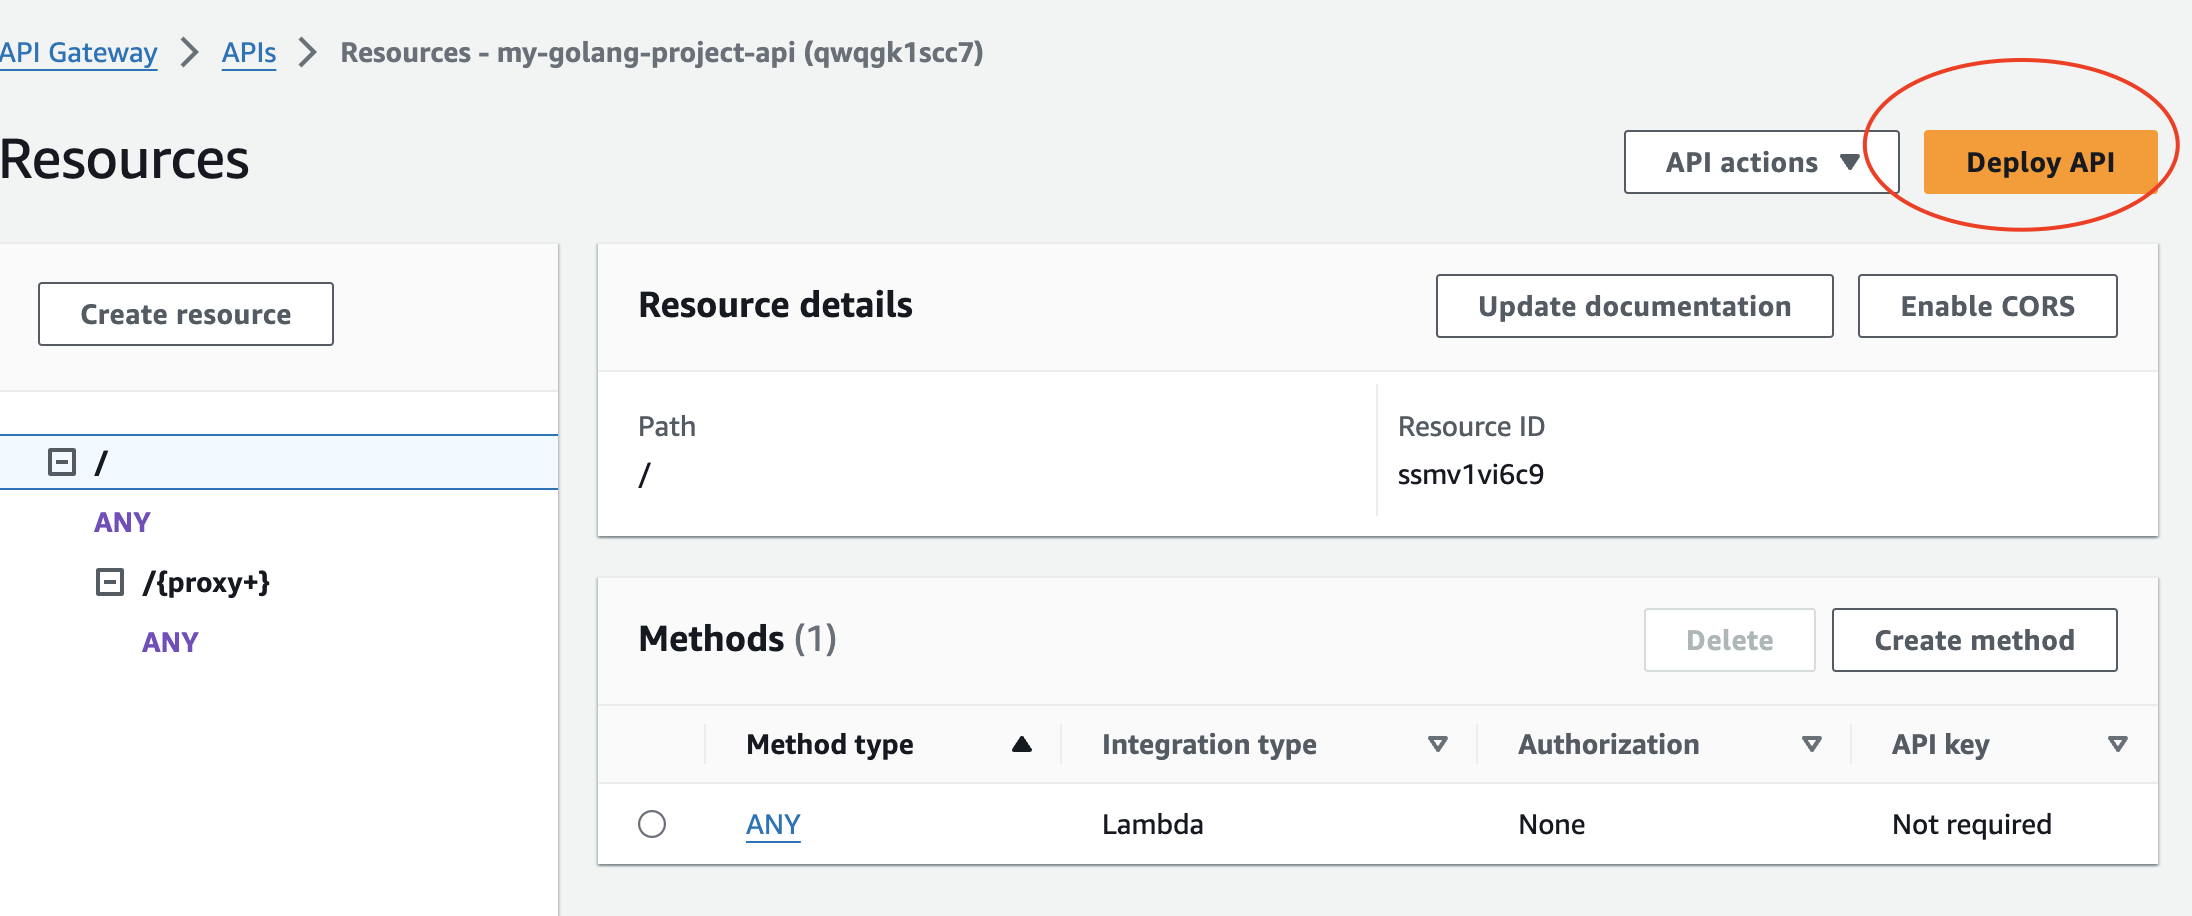 API Gateway APIs Resources - my-golang-project-api (qwqgk1scc7)
Resources
API actions
Deploy API
Create resource
/
ANY
/{proxy+}
ANY
Resource details
Update documentation
Enable CORS
Path
/
Resource ID
ssmv1vi6c9
Methods (1)
Delete
Create method
Method type Integration type Authorization API key
ANY Lambda None Not required